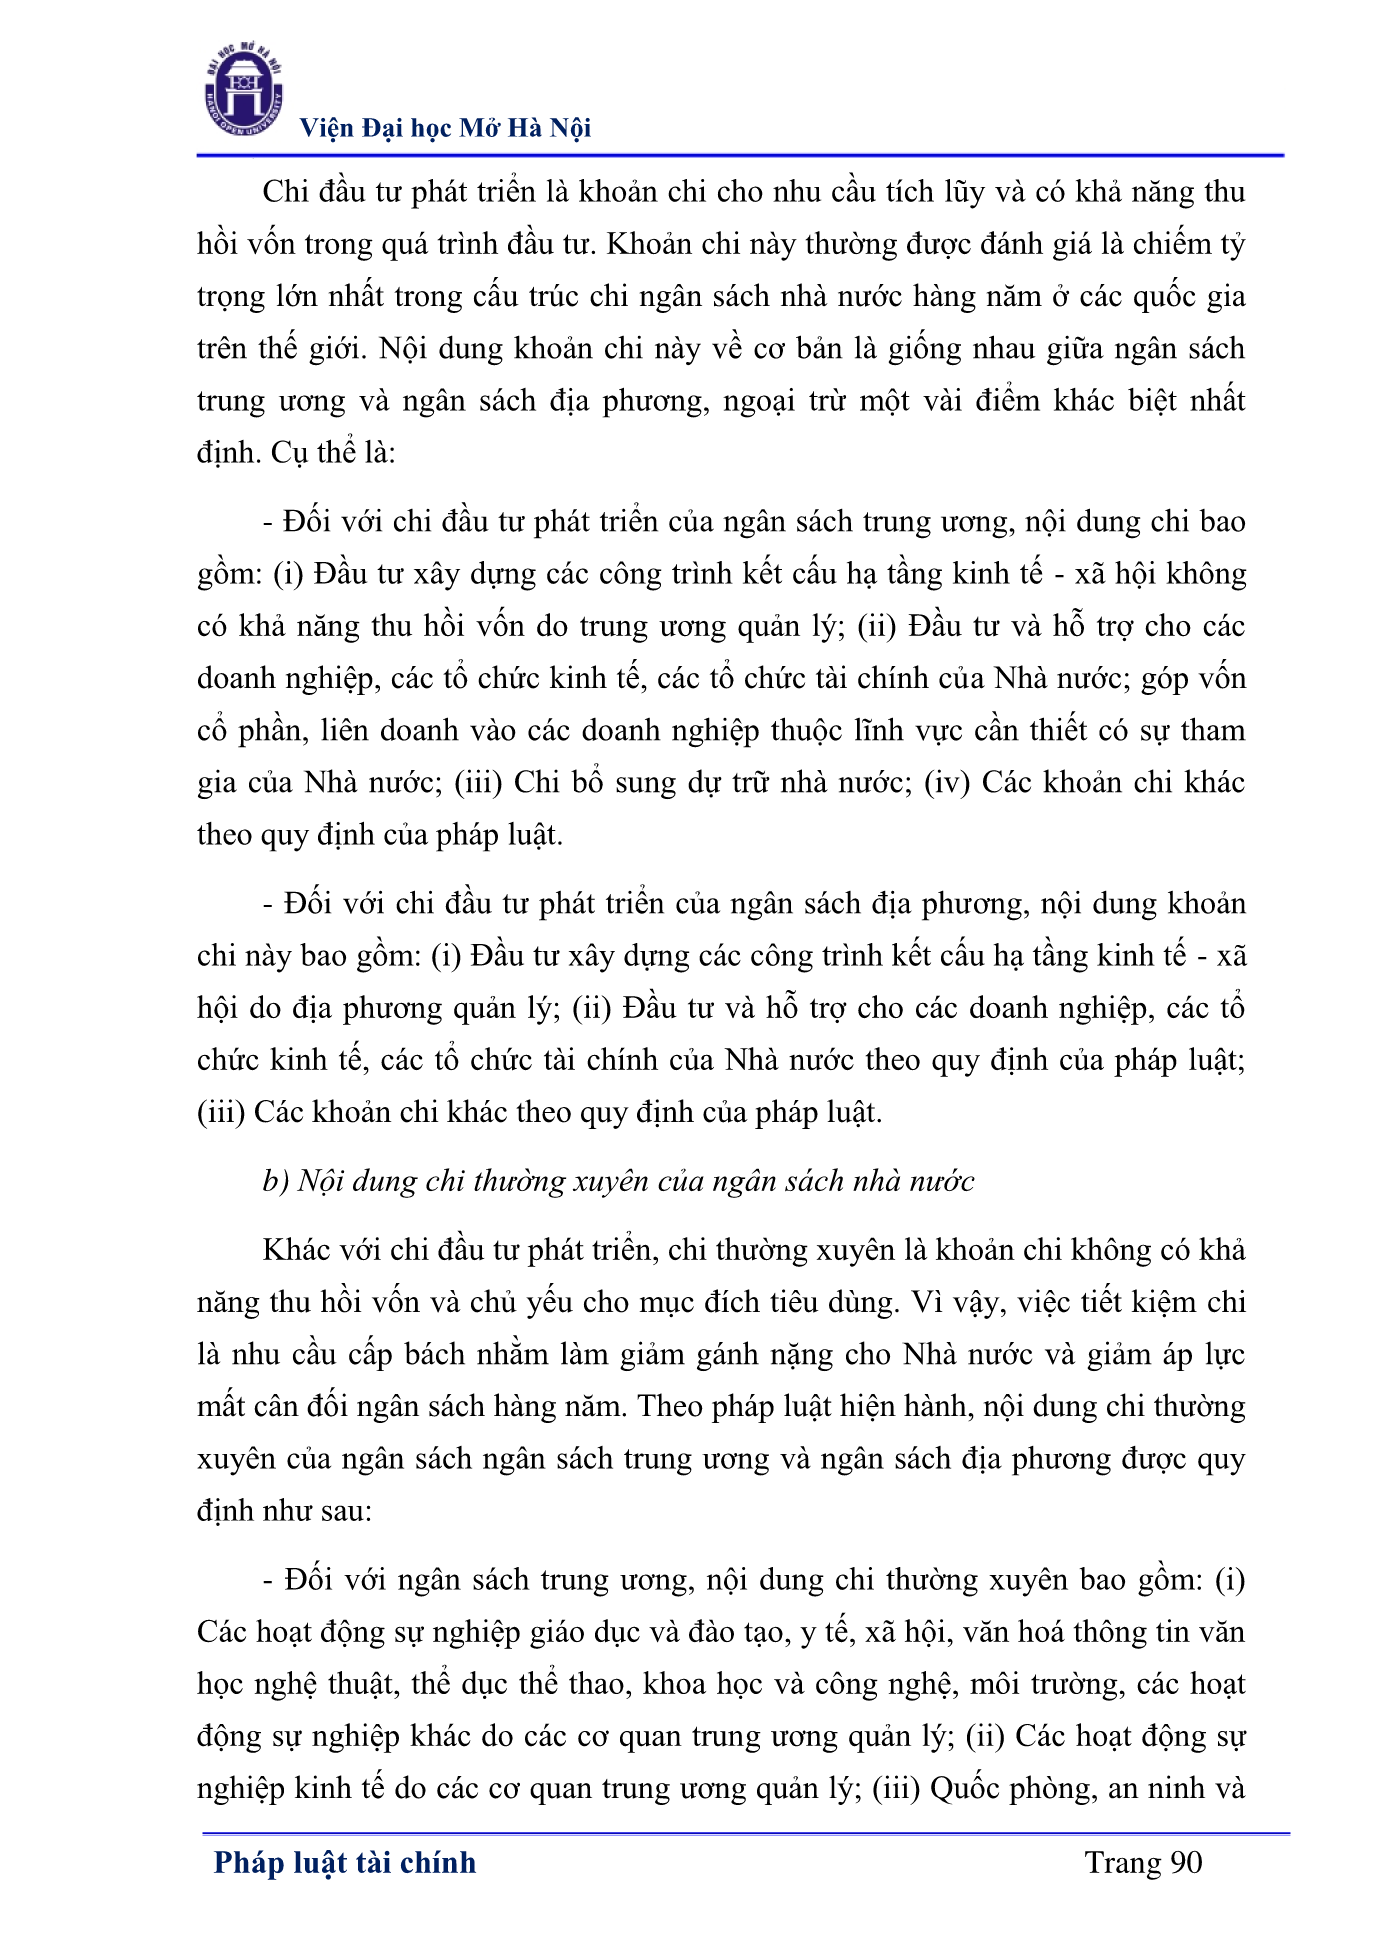 ĐẠI HỌC MỞ HÀ NỘI
HANOI OPEN UNIVERSITY
Viện Đại học Mở Hà Nội
Chi đầu tư phát triển là khoản chi cho nhu cầu tích lũy và có khả năng thu
hồi vốn trong quá trình đầu tư. Khoản chi này thường được đánh giá là chiếm tỷ
trọng lớn nhất trong cấu trúc chi ngân sách nhà nước hàng năm ở các quốc gia
trên thế giới. Nội dung khoản chi này về cơ bản là giống nhau giữa ngân sách
trung ương và ngân sách địa phương, ngoại trừ một vài điểm khác biệt nhất
định. Cụ thể là:
- Đối với chi đầu tư phát triển của ngân sách trung ương, nội dung chi bao
gồm: (i) Đầu tư xây dựng các công trình kết cấu hạ tầng kinh tế - xã hội không
có khả năng thu hồi vốn do trung ương quản lý; (ii) Đầu tư và hỗ trợ cho các
doanh nghiệp, các tổ chức kinh tế, các tổ chức tài chính của Nhà nước; góp vốn
cổ phần, liên doanh vào các doanh nghiệp thuộc lĩnh vực cần thiết có sự tham
gia của Nhà nước; (iii) Chi bổ sung dự trữ nhà nước; (iv) Các khoản chi khác
theo quy định của pháp luật.
- Đối với chi đầu tư phát triển của ngân sách địa phương, nội dung khoản
chi này bao gồm: (i) Đầu tư xây dựng các công trình kết cấu hạ tầng kinh tế - xã
hội do địa phương quản lý; (ii) Đầu tư và hỗ trợ cho các doanh nghiệp, các tổ
chức kinh tế, các tổ chức tài chính của Nhà nước theo quy định của pháp luật;
(iii) Các khoản chi khác theo quy định của pháp luật.
b) Nội dung chi thường xuyên của ngân sách nhà nước
Khác với chi đầu tư phát triển, chi thường xuyên là khoản chi không có khả
năng thu hồi vốn và chủ yếu cho mục đích tiêu dùng. Vì vậy, việc tiết kiệm chi
là nhu cầu cấp bách nhằm làm giảm gánh nặng cho Nhà nước và giảm áp lực
mất cân đối ngân sách hàng năm. Theo pháp luật hiện hành, nội dung chi thường
xuyên của ngân sách ngân sách trung ương và ngân sách địa phương được quy
định như sau:
- Đối với ngân sách trung ương, nội dung chi thường xuyên bao gồm: (i)
Các hoạt động sự nghiệp giáo dục và đào tạo, y tế, xã hội, văn hoá thông tin văn
học nghệ thuật, thể dục thể thao, khoa học và công nghệ, môi trường, các hoạt
động sự nghiệp khác do các cơ quan trung ương quản lý; (ii) Các hoạt động sự
nghiệp kinh tế do các cơ quan trung ương quản lý; (iii) Quốc phòng, an ninh và
Pháp luật tài chính
Trang 90